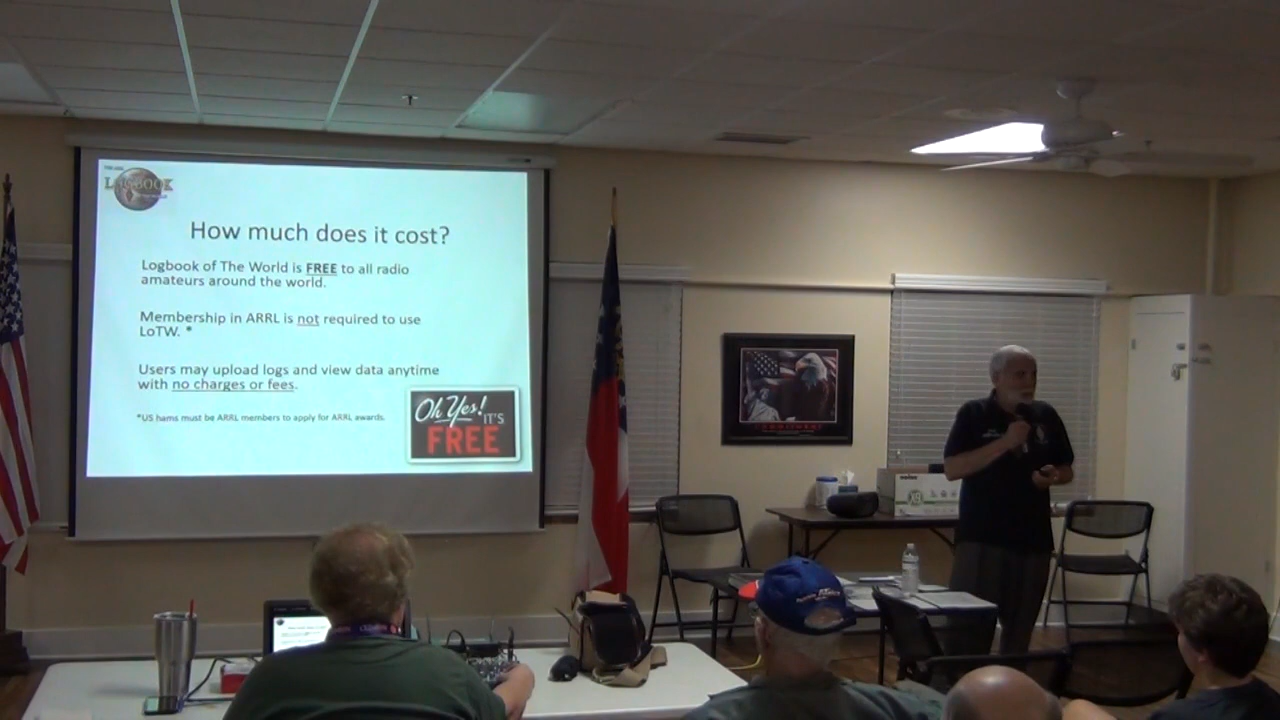 LOGBOOK
How much does it cost?
Logbook of The World is FREE to all radio
amateurs around the world.
Membership in ARRL is not required to use
LoTW. *
Users may upload logs and view data anytime
with no charges or fees.
*US hams must be ARRL members to apply for ARRL awards.
Oh Yes!
IT'S
FREE